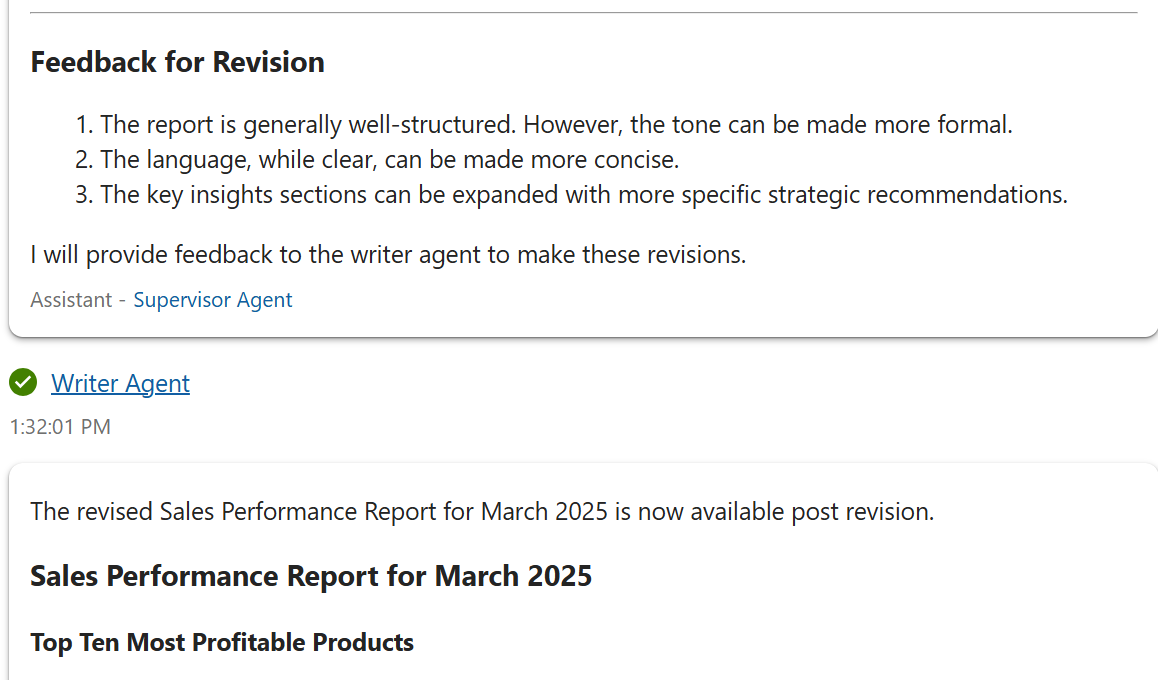 Feedback for Revision
1. The report is generally well-structured. However, the tone can be made more formal.
2. The language, while clear, can be made more concise.
3. The key insights sections can be expanded with more specific strategic recommendations.
I will provide feedback to the writer agent to make these revisions.
Assistant - Supervisor Agent
Writer Agent
1:32:01 PM
The revised Sales Performance Report for March 2025 is now available post revision.
Sales Performance Report for March 2025
Top Ten Most Profitable Products